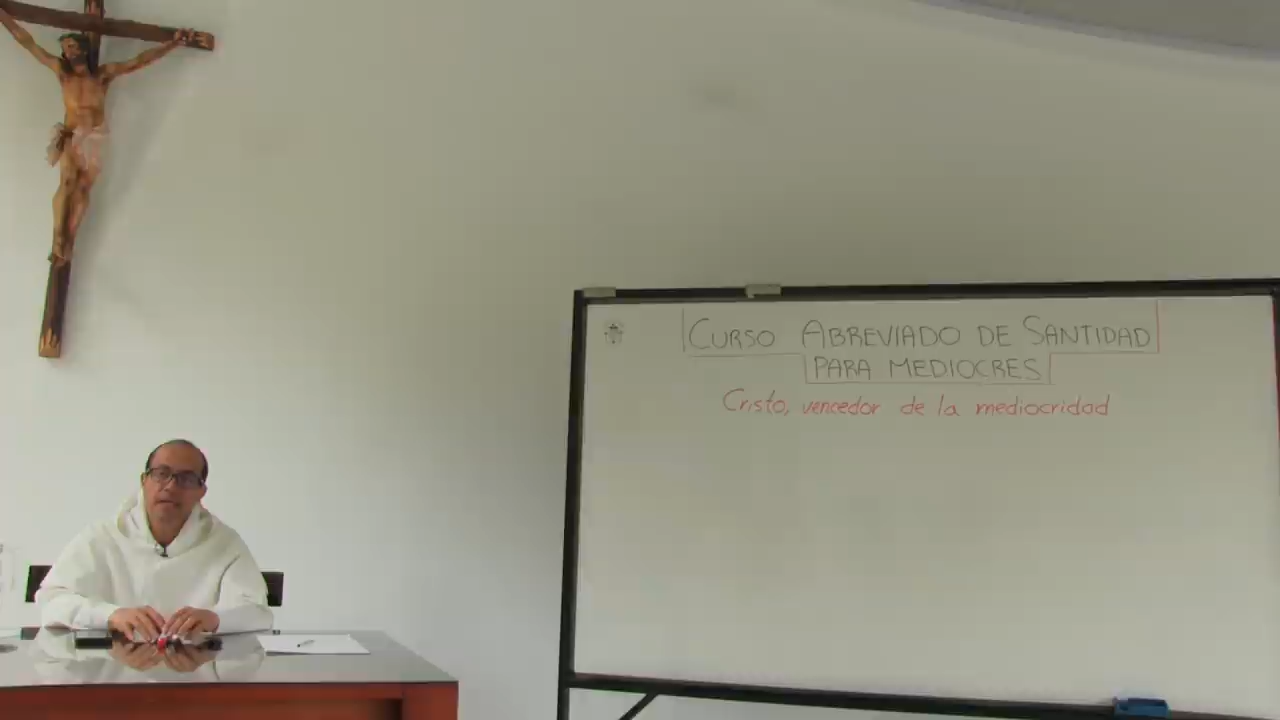 CURSO ABREVIADO DE SANTIDAD
PARA MEDIOCRES
Cristo, vencedor de la mediocridad